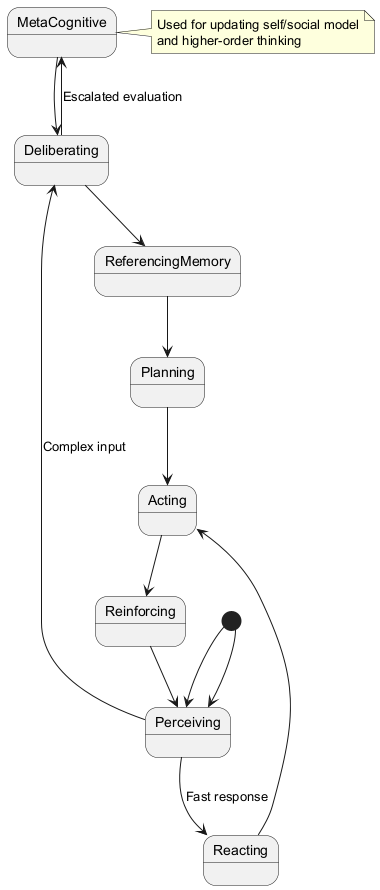 MetaCognitive
Used for updating self/social model
and higher-order thinking
Escalated evaluation
Deliberating
ReferencingMemory
Planning
Complex input
Acting
Reinforcing
Perceiving
Fast response
Reacting